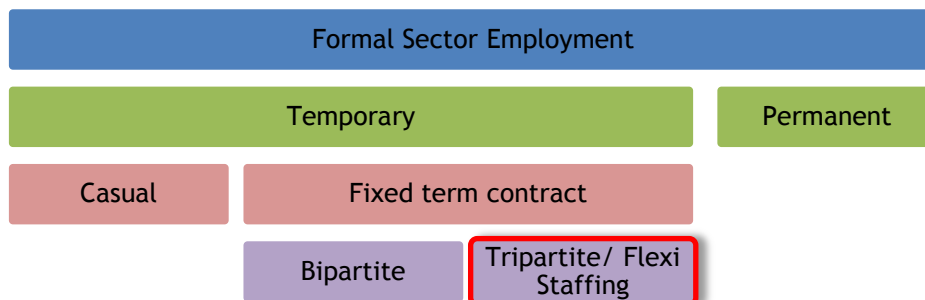 Formal Sector Employment
Temporary
Permanent
Casual
Fixed term contract
Bipartite
Tripartite/ Flexi
Staffing